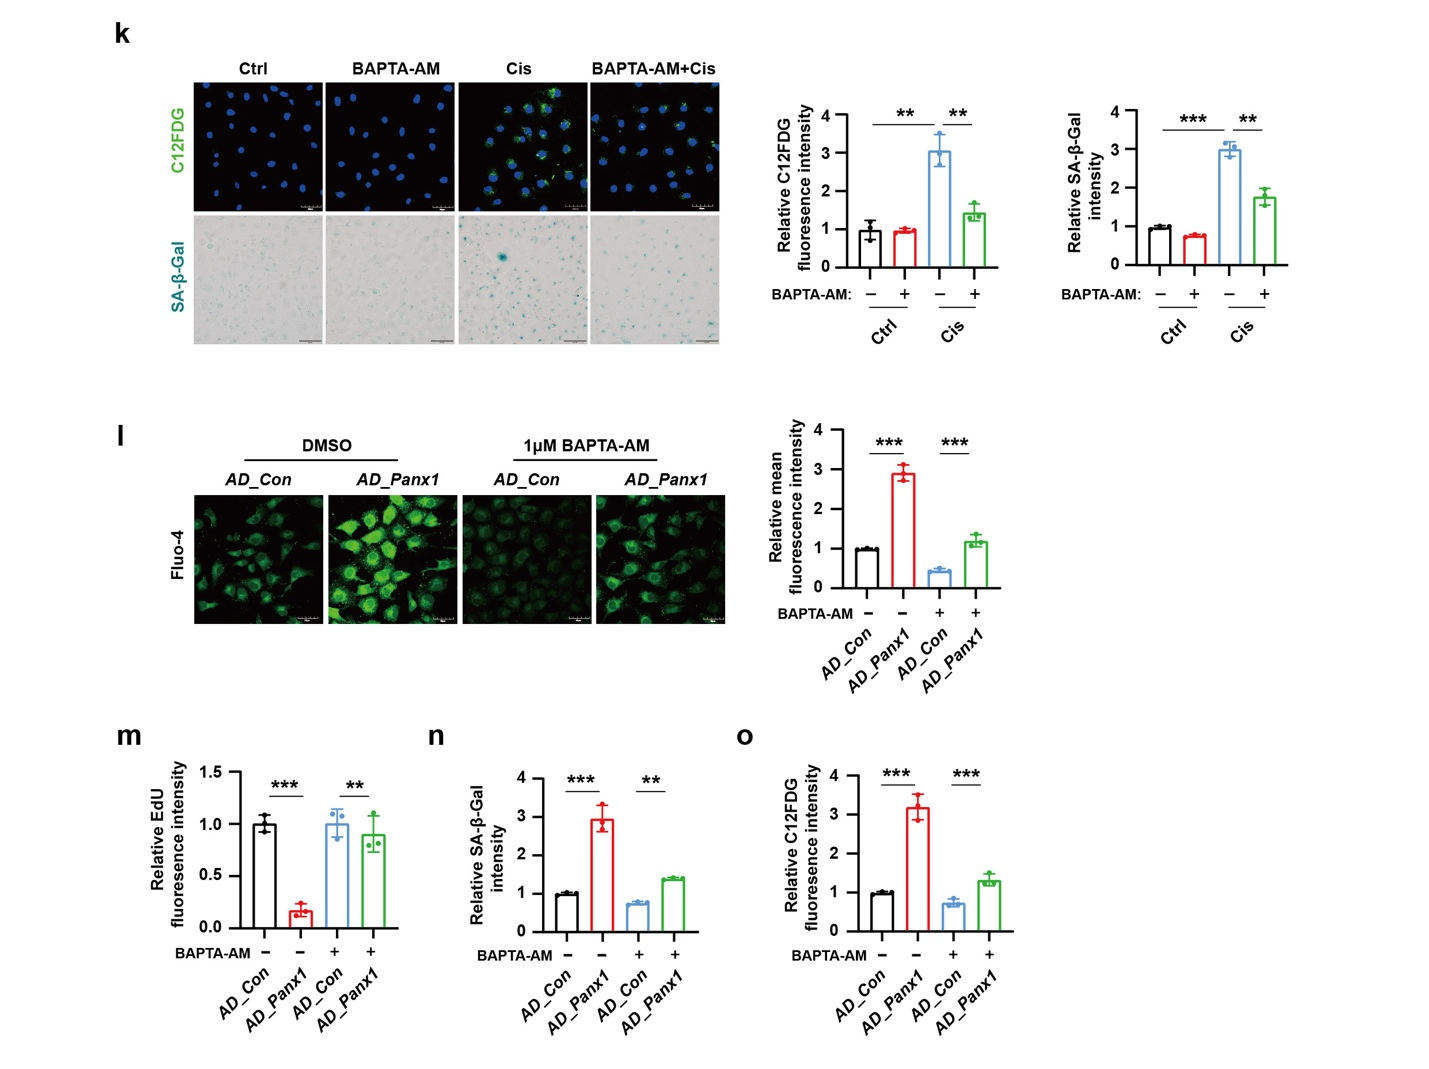 k
Ctrl BAPTA-AM Cis BAPTA-AM+Cis
C12FDG
SA-β-Gal
Relative C12FDG
fluoresence intensity
4
3
2
1
0
** **
BAPTA-AM: − + − +
Ctrl Cis
Relative SA-β-Gal
intensity
4
3
2
1
0
*** **
BAPTA-AM: − + − +
Ctrl Cis
l
DMSO 1μM BAPTA-AM
AD_Con AD_Panx1 AD_Con AD_Panx1
Fluo-4
Relative mean
fluorescence intensity
4
3
2
1
0
*** ***
BAPTA-AM − − + +
AD_Con AD_Panx1 AD_Con AD_Panx1
m
Relative EdU
fluoresence intensity
1.5
1.0
0.5
0.0
*** **
BAPTA-AM − − + +
AD_Con AD_Panx1 AD_Con AD_Panx1
n
Relative SA-β-Gal
intensity
4
3
2
1
0
*** **
BAPTA-AM − − + +
AD_Con AD_Panx1 AD_Con AD_Panx1
o
Relative C12FDG
fluoresence intensity
4
3
2
1
0
*** ***
BAPTA-AM − − + +
AD_Con AD_Panx1 AD_Con AD_Panx1